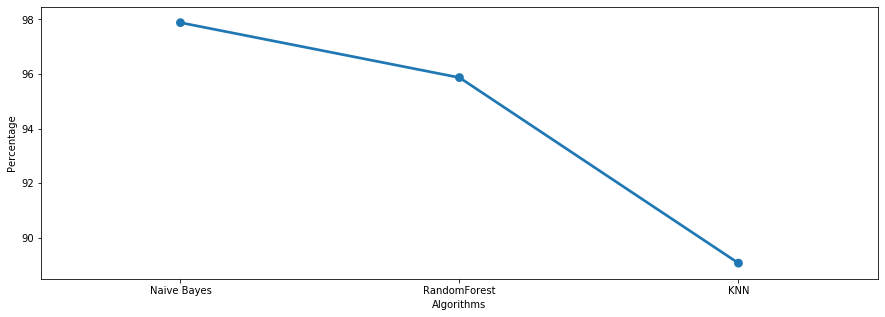 98
96
94
92
90
Percentage
Naive Bayes
RandomForest
KNN
Algorithms